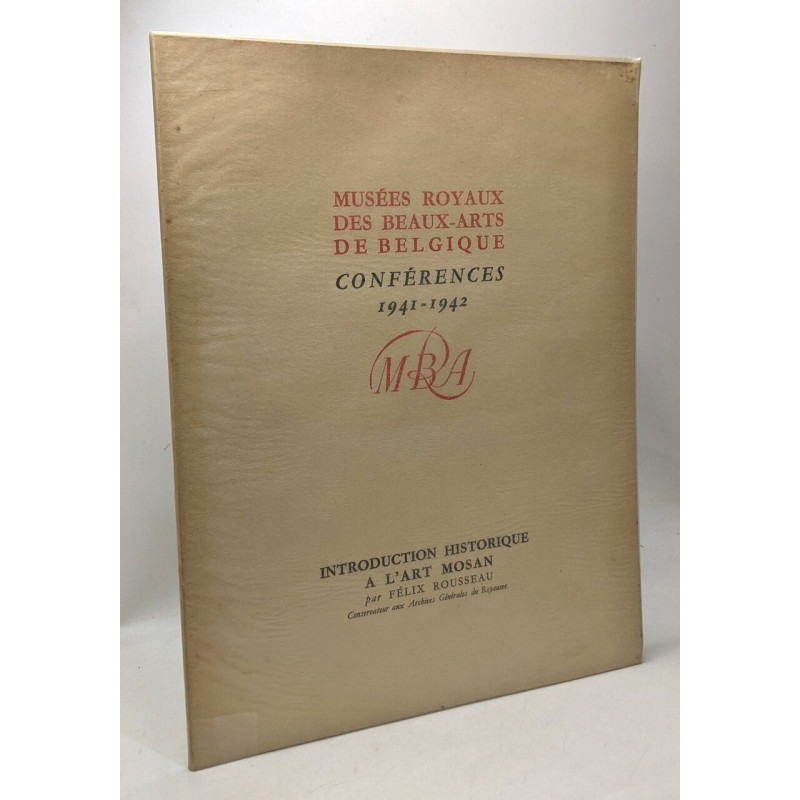 MUSÉES ROYAUX
DES BEAUX-ARTS
DE BELGIQUE
CONFÉRENCES
1941-1942
MRBA
INTRODUCTION HISTORIQUE
A L'ART MOSAN
par FÉLIX ROUSSEAU
Conservateur aux Archives Générales du Royaume.